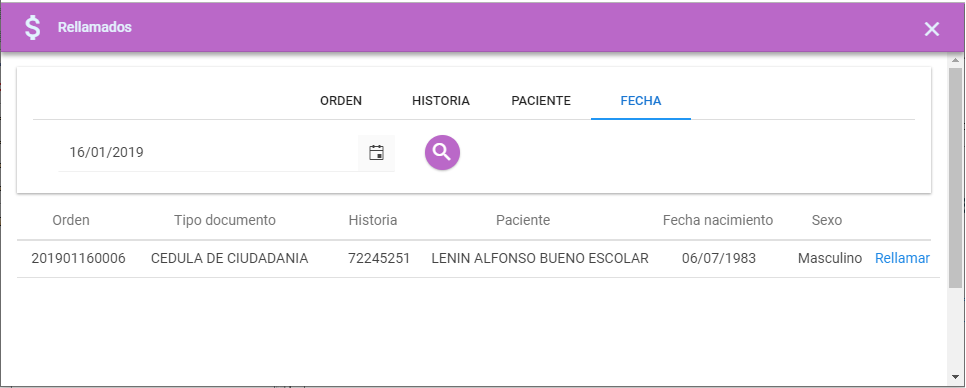 $ Rellamados
ORDEN HISTORIA PACIENTE FECHA
16/01/2019
Orden Tipo documento Historia Paciente Fecha nacimiento Sexo
201901160006 CEDULA DE CIUDADANIA 72245251 LENIN ALFONSO BUENO ESCOLAR 06/07/1983 Masculino Rellamar